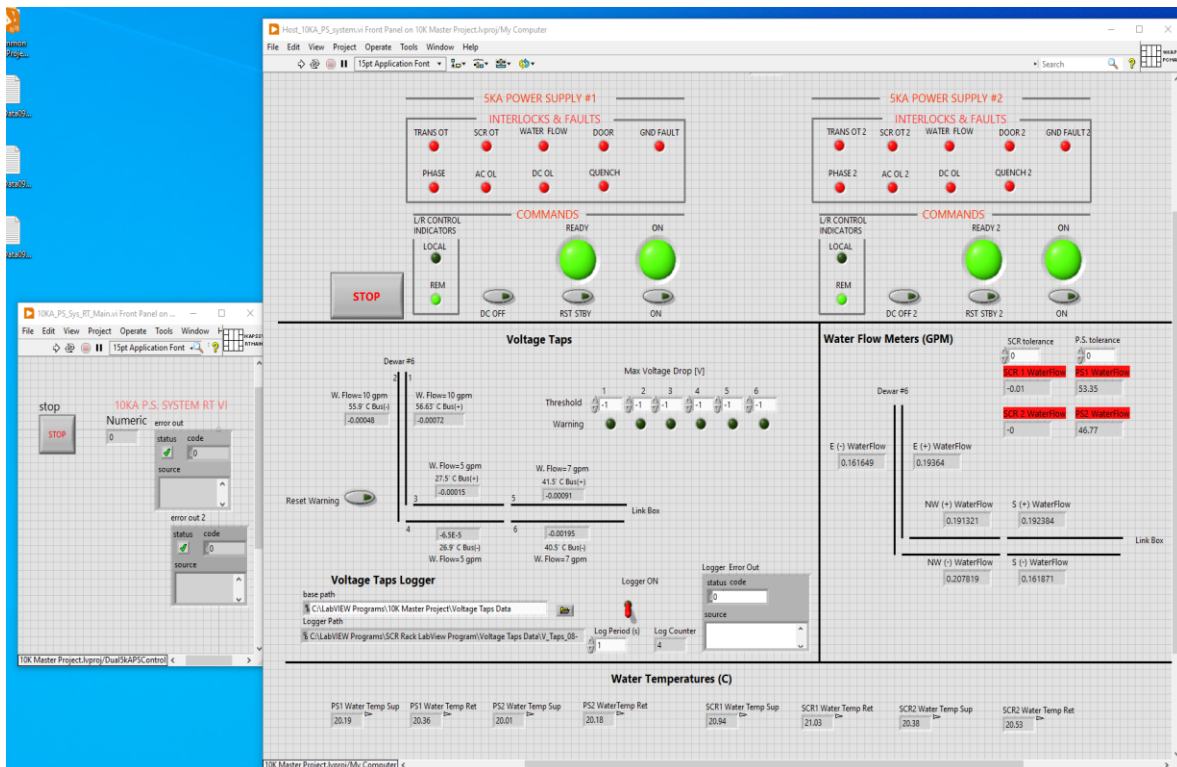 Host_10KA_PS_system.vi Front Panel on 10K Master Project.lvproj/My Computer
File Edit View Project Operate Tools Window Help
15pt Application Font
Search
5KA POWER SUPPLY #1
INTERLOCKS & FAULTS
TRANS OT SCR OT WATER FLOW DOOR GND FAULT
PHASE AC OL DC OL QUENCH
COMMANDS
L/R CONTROL
INDICATORS
READY ON
LOCAL
REM
STOP
DC OFF RST STBY ON
5KA POWER SUPPLY #2
INTERLOCKS & FAULTS
TRANS OT 2 SCR OT 2 WATER FLOW DOOR 2 GND FAULT 2
PHASE 2 AC OL 2 DC OL QUENCH 2
COMMANDS
L/R CONTROL
INDICATORS
READY 2 ON
LOCAL
REM
DC OFF 2 RST STBY 2 ON
Voltage Taps
Dewar #6
2 1
W. Flow=10 gpm W. Flow=10 gpm
55.9' C Bus(-) 56.63' C Bus(+)
-0.00048 -0.00072
Max Voltage Drop [V]
1 2 3 4 5 6
Threshold -1 -1 -1 -1 -1 -1
Warning
W. Flow=5 gpm W. Flow=7 gpm
27.5' C Bus(+) 41.5' C Bus(+)
-0.00015 -0.00091
Reset Warning
3 5
Link Box
4 6
-6.5E-5 -0.00195
26.9' C Bus(-) 40.5' C Bus(-)
W. Flow=5 gpm W. Flow=7 gpm
Voltage Taps Logger
base path
C:\LabVIEW Programs\10K Master Project\Voltage Taps Data
Logger Path
C:\LabVIEW Programs\SCR Rack LabView Program\Voltage Taps Data\V_Taps_08-
Logger ON
Log Period (s) Log Counter
1 4
Logger Error Out
status code
0
source
Water Flow Meters (GPM)
SCR tolerance P.S. tolerance
0 0
SCR 1 WaterFlow PS1 WaterFlow
-0.01 53.35
SCR 2 WaterFlow PS2 WaterFlow
-0 46.77
Dewar #6
E (-) WaterFlow E (+) WaterFlow
0.161649 0.19364
NW (+) WaterFlow S (+) WaterFlow
0.191321 0.192384
Link Box
NW (-) WaterFlow S (-) WaterFlow
0.207819 0.161871
Water Temperatures (C)
PS1 Water Temp Sup PS1 Water Temp Ret PS2 Water Temp Sup PS2 WaterTemp Ret SCR1 Water Temp Sup SCR1 Water Temp Ret SCR2 Water Temp Sup SCR2 Water Temp Ret
20.19 20.36 20.01 20.18 20.94 21.03 20.38 20.53
10K Master Project.lvproj/My Computer
10KA_PS_Sys_RT_Main.vi Front Panel on ...
File Edit View Project Operate Tools Window
15pt Application Font
stop
STOP
10KA P.S. SYSTEM RT VI
Numeric
0
error out
status code
0
source
error out 2
status code
0
source
10K Master Project.lvproj/Dual5kAPSControl